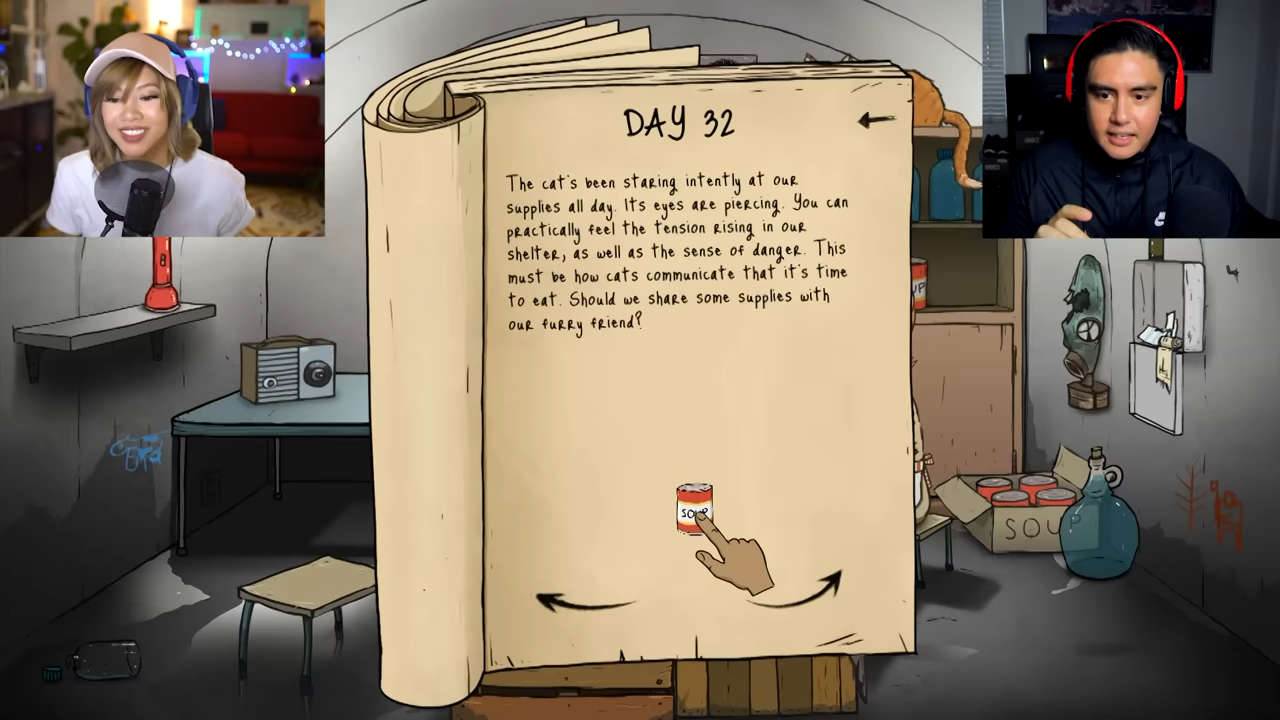 DAY 32
The cat's been staring intently at our
supplies all day. Its eyes are piercing. You can
practically feel the tension rising in our
shelter, as well as the sense of danger. This
must be how cats communicate that it's time
to eat. Should we share some supplies with
our furry friend?
SOUP
SOUP